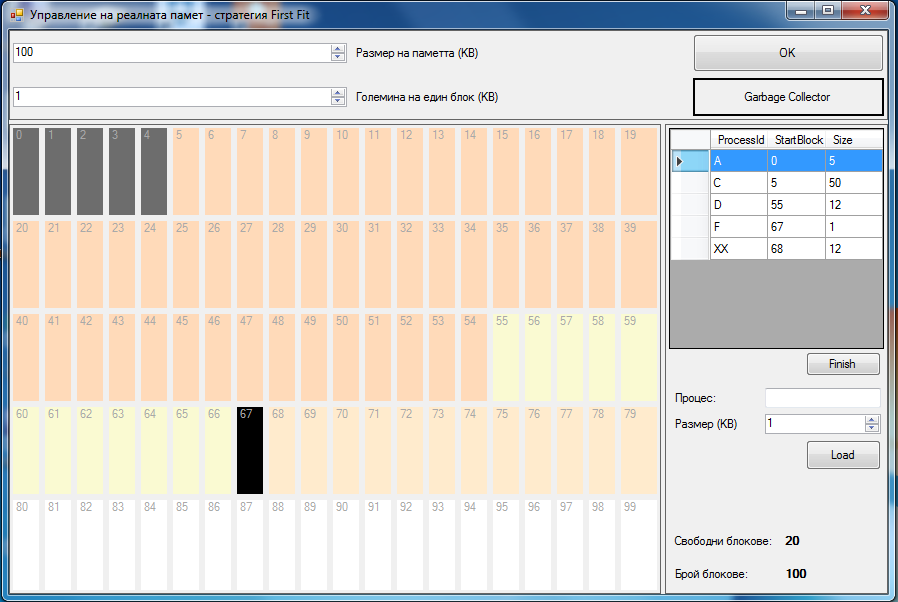 Управление на реалната памет - стратегия First Fit
100 Размер на паметта (KB) OK
1 Големина на един блок (KB) Garbage Collector
0 1 2 3 4 5 6 7 8 9 10 11 12 13 14 15 16 17 18 19
20 21 22 23 24 25 26 27 28 29 30 31 32 33 34 35 36 37 38 39
40 41 42 43 44 45 46 47 48 49 50 51 52 53 54 55 56 57 58 59
60 61 62 63 64 65 66 67 68 69 70 71 72 73 74 75 76 77 78 79
80 81 82 83 84 85 86 87 88 89 90 91 92 93 94 95 96 97 98 99
ProcessId StartBlock Size
A 0 5
C 5 50
D 55 12
F 67 1
XX 68 12
Finish
Процес:
Размер (KB) 1
Load
Свободни блокове: 20
Брой блокове: 100